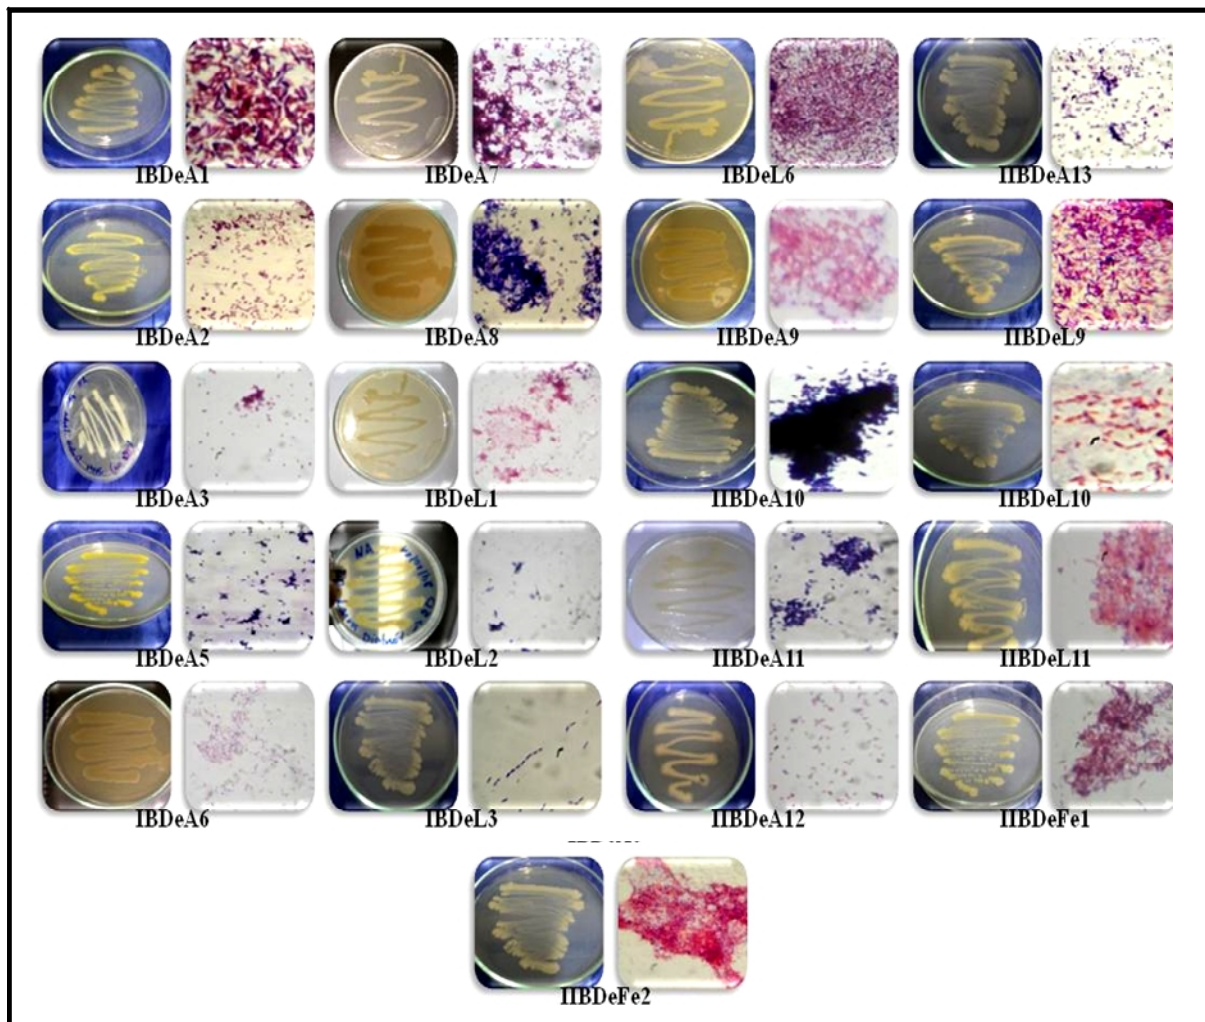 IBDeA1 IBDeA7 IBDeL6 IIBDeA13
IBDeA2 IBDeA8 IIBDeA9 IIBDeL9
IBDeA3 IBDeL1 IIBDeA10 IIBDeL10
NA
IBDeA5 IBDeL2 IIBDeA11 IIBDeL11
IBDeA6 IBDeL3 IIBDeA12 IIBDeFe1
IIBDeFe2